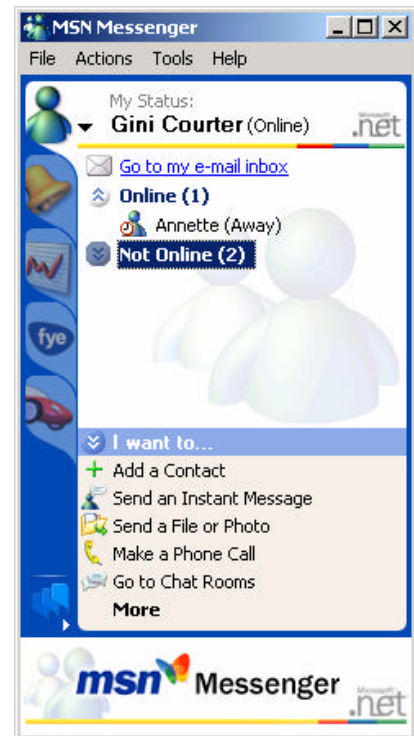 MSN Messenger
File Actions Tools Help
My Status:
Gini Courter (Online)
Microsoft
.net
Go to my e-mail inbox
Online (1)
Annette (Away)
Not Online (2)
fye
I want to...
Add a Contact
Send an Instant Message
Send a File or Photo
Make a Phone Call
Go to Chat Rooms
More
msn Messenger
Microsoft
.net